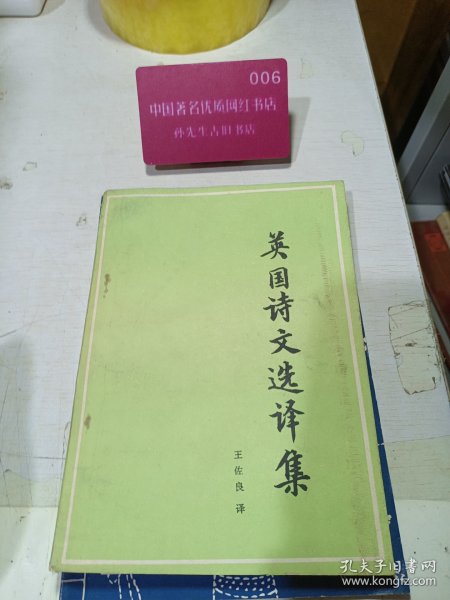 006
中国著名优质网红书店
孙先生古旧书店
英国诗文选译集
王佐良 译
孔夫子旧书网
www.kongfz.com